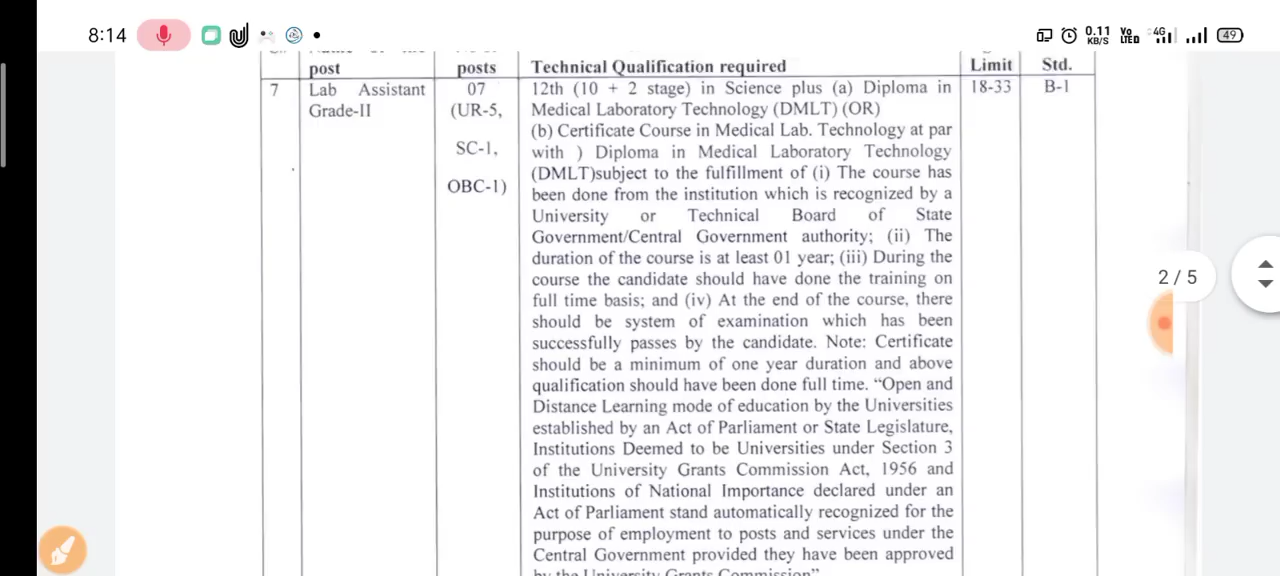 8:14
0.11 KB/S
Vo LTED
4G
49
post
posts
Technical Qualification required
Limit
Std.
7
Lab Assistant
Grade-II
07
(UR-5,
SC-1,
OBC-1)
12th (10 + 2 stage) in Science plus (a) Diploma in
Medical Laboratory Technology (DMLT) (OR)
(b) Certificate Course in Medical Lab. Technology at par
with ) Diploma in Medical Laboratory Technology
(DMLT)subject to the fulfillment of (i) The course has
been done from the institution which is recognized by a
University or Technical Board of State
Government/Central Government authority; (ii) The
duration of the course is at least 01 year; (iii) During the
course the candidate should have done the training on
full time basis; and (iv) At the end of the course, there
should be system of examination which has been
successfully passes by the candidate. Note: Certificate
should be a minimum of one year duration and above
qualification should have been done full time. “Open and
Distance Learning mode of education by the Universities
established by an Act of Parliament or State Legislature,
Institutions Deemed to be Universities under Section 3
of the University Grants Commission Act, 1956 and
Institutions of National Importance declared under an
Act of Parliament stand automatically recognized for the
purpose of employment to posts and services under the
Central Government provided they have been approved
by the University Grants Commission”
18-33
B-1
2 / 5